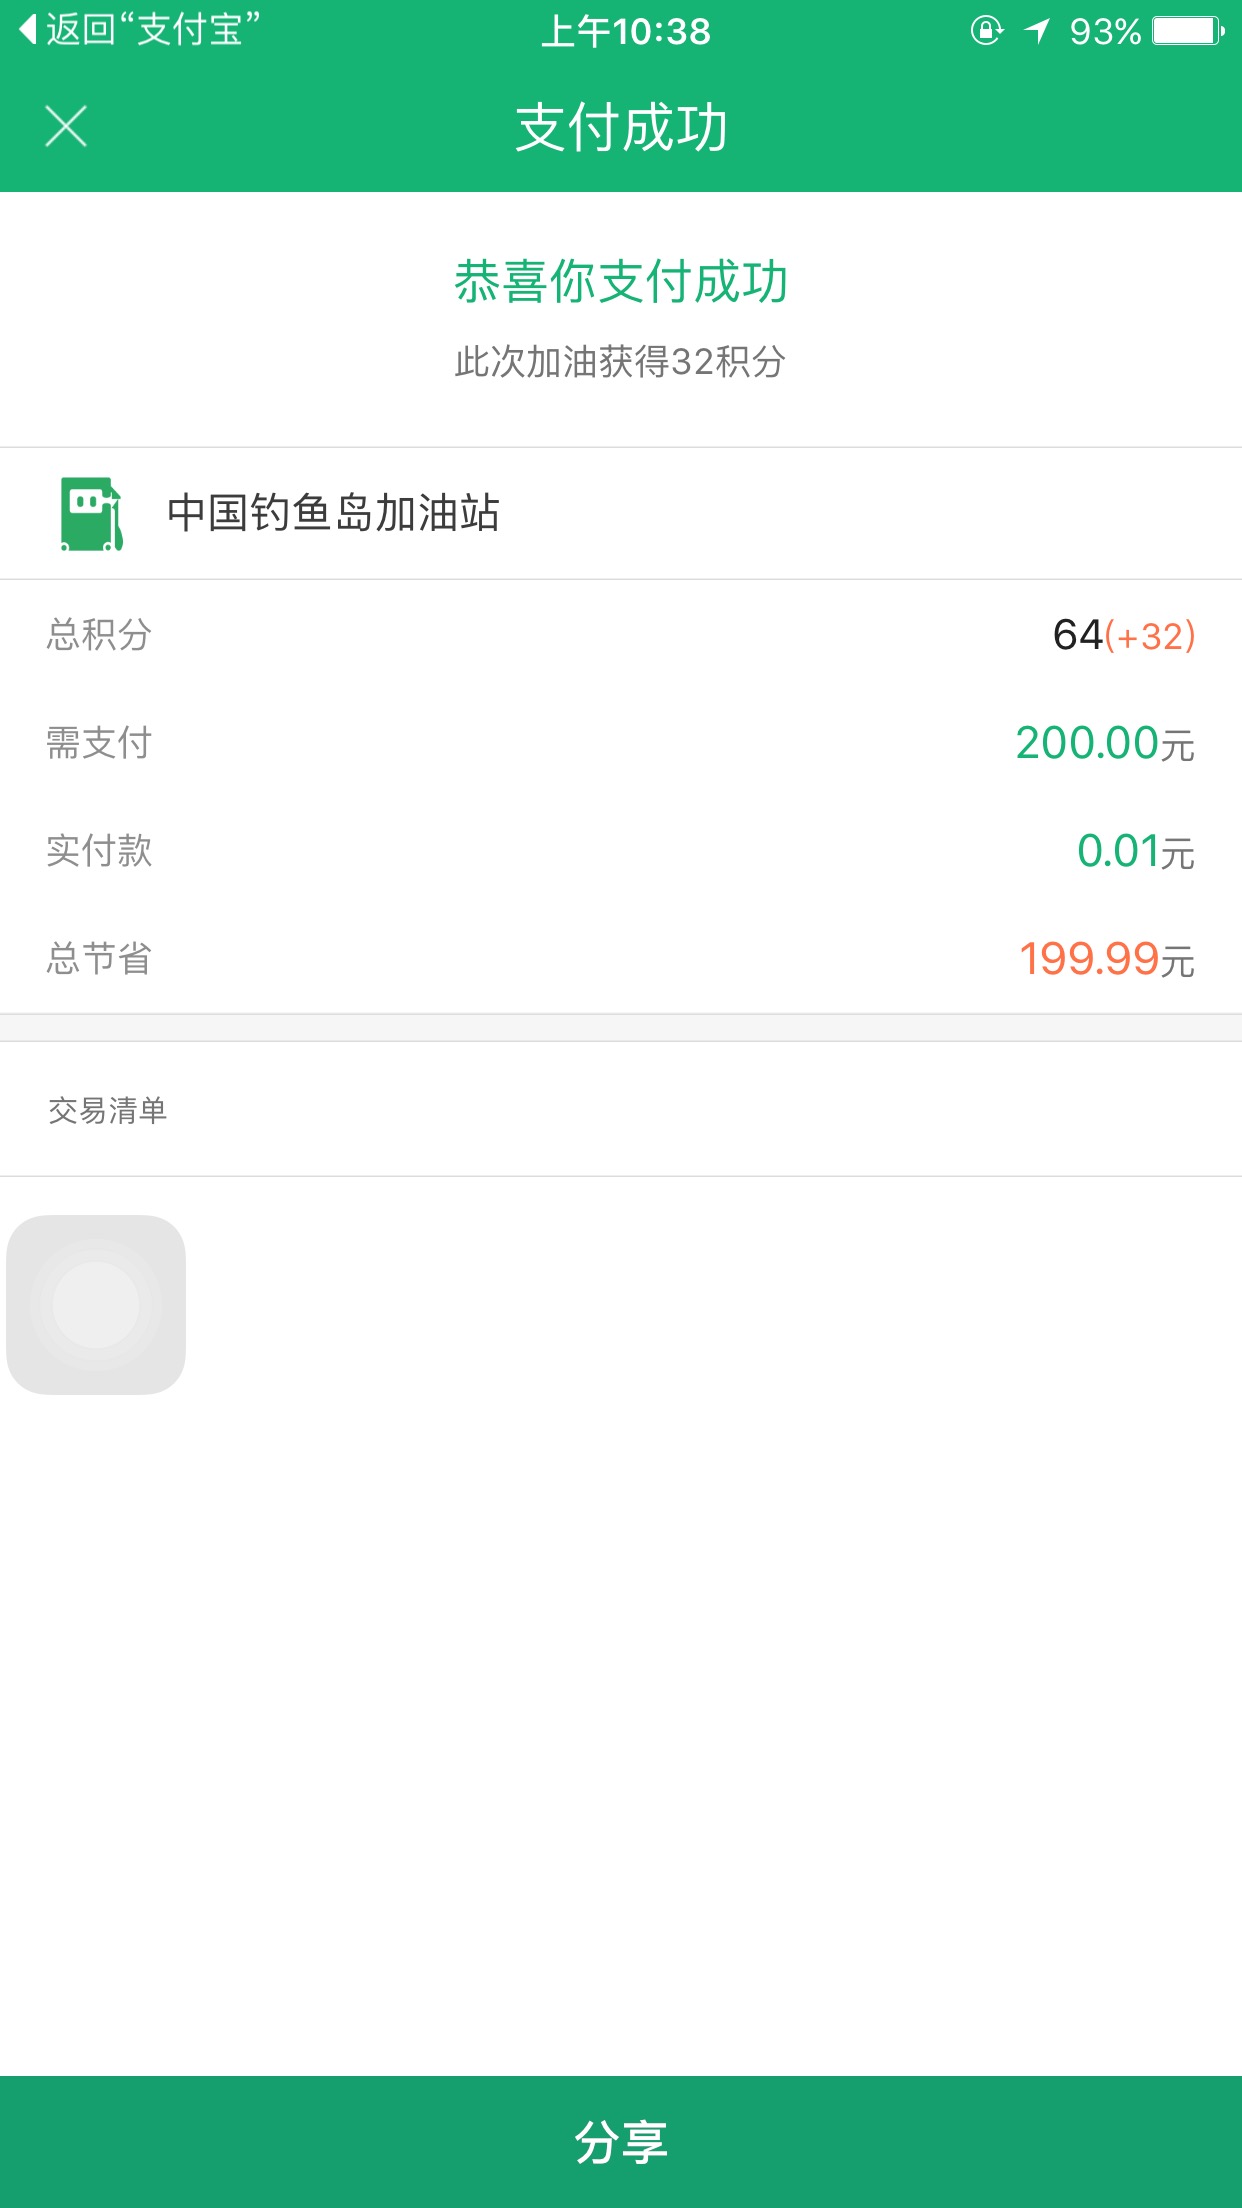 返回“支付宝”
上午10:38
93%
支付成功
恭喜你支付成功
此次加油获得32积分
中国钓鱼岛加油站
总积分 64(+32)
需支付 200.00元
实付款 0.01元
总节省 199.99元
交易清单
分享